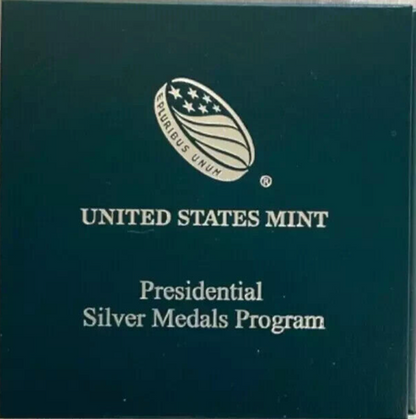 E PLURIBUS UNUM
®
UNITED STATES MINT
Presidential
Silver Medals Program